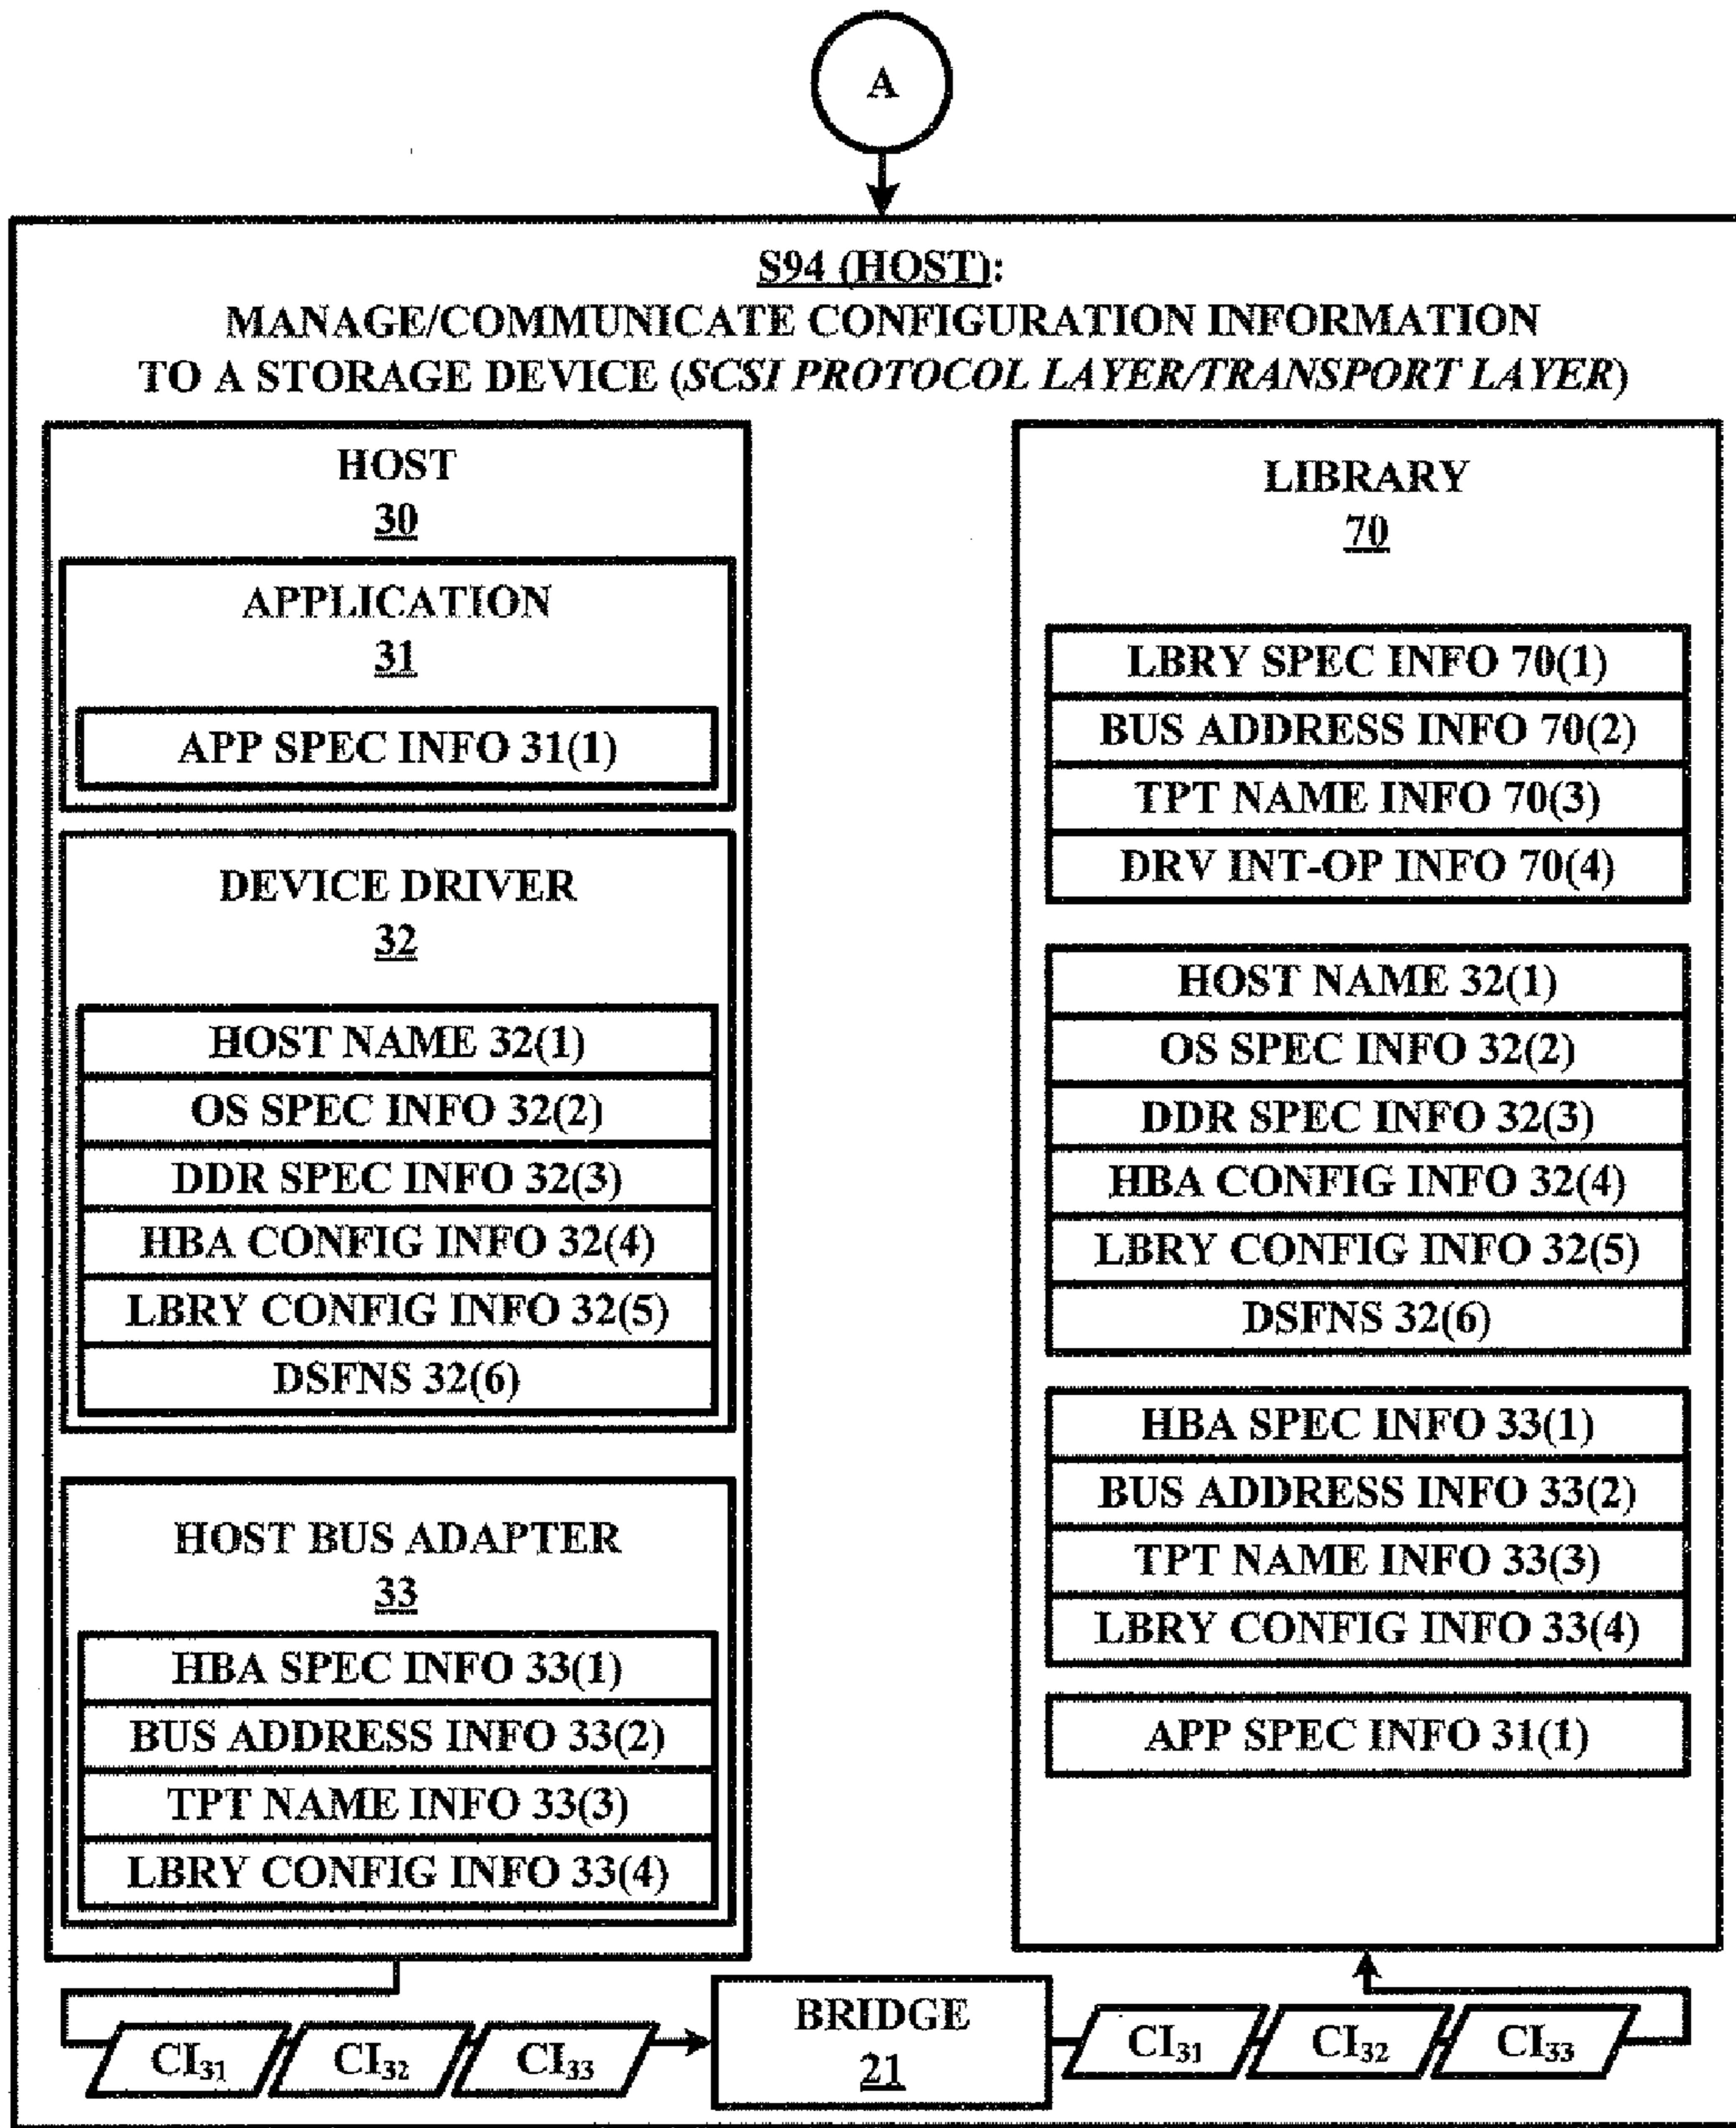 A
S94 (HOST):
MANAGE/COMMUNICATE CONFIGURATION INFORMATION
TO A STORAGE DEVICE (SCSI PROTOCOL LAYER/TRANSPORT LAYER)
HOST
30
APPLICATION
31
APP SPEC INFO 31(1)
DEVICE DRIVER
32
HOST NAME 32(1)
OS SPEC INFO 32(2)
DDR SPEC INFO 32(3)
HBA CONFIG INFO 32(4)
LBRY CONFIG INFO 32(5)
DSFNS 32(6)
HOST BUS ADAPTER
33
HBA SPEC INFO 33(1)
BUS ADDRESS INFO 33(2)
TPT NAME INFO 33(3)
LBRY CONFIG INFO 33(4)
LIBRARY
70
LBRY SPEC INFO 70(1)
BUS ADDRESS INFO 70(2)
TPT NAME INFO 70(3)
DRV INT-OP INFO 70(4)
HOST NAME 32(1)
OS SPEC INFO 32(2)
DDR SPEC INFO 32(3)
HBA CONFIG INFO 32(4)
LBRY CONFIG INFO 32(5)
DSFNS 32(6)
HBA SPEC INFO 33(1)
BUS ADDRESS INFO 33(2)
TPT NAME INFO 33(3)
LBRY CONFIG INFO 33(4)
APP SPEC INFO 31(1)
CI₃₁ CI₃₂ CI₃₃
BRIDGE
21
CI₃₁ CI₃₂ CI₃₃